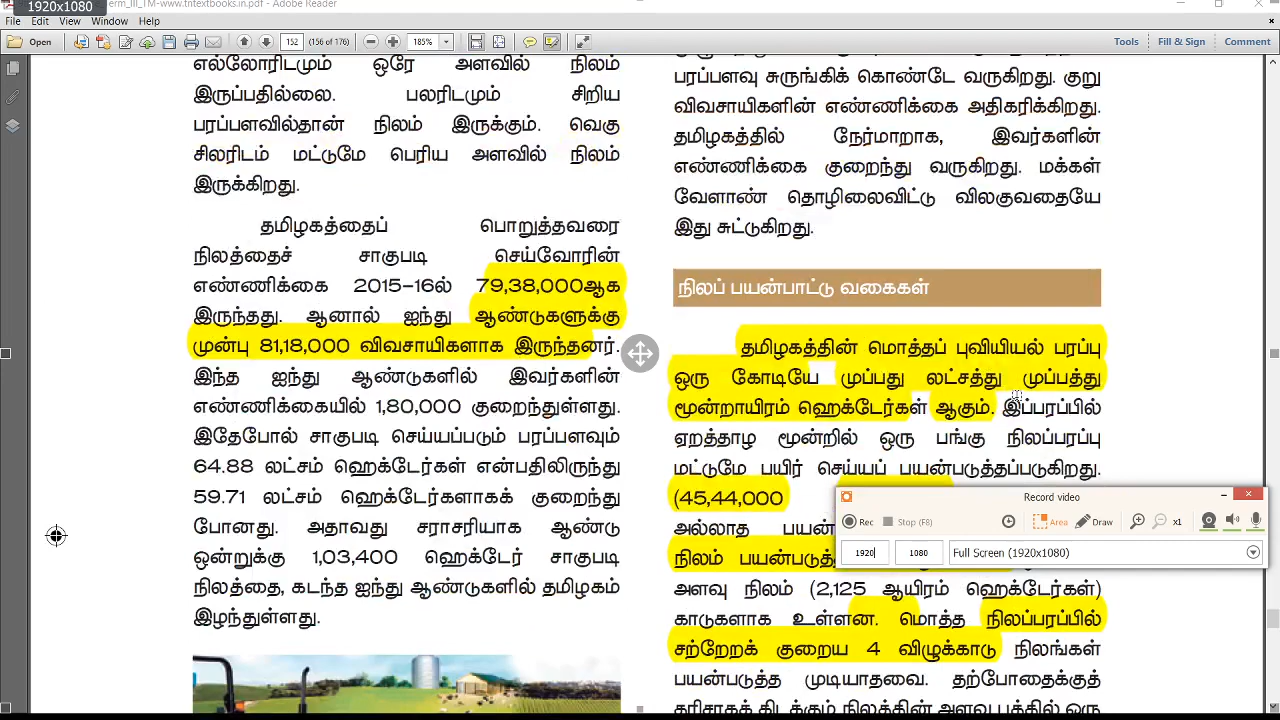 1920x1080
Term_III_TM-www.tntextbooks.in.pdf - Adobe Reader
File Edit View Window Help
Open 152 (156 of 176) 185% Tools Fill & Sign Comment
எல்லோரிடமும் ஒரே அளவில் நிலம்
இருப்பதில்லை. பலரிடமும் சிறிய
பரப்பளவில்தான் நிலம் இருக்கும். வெகு
சிலரிடம் மட்டுமே பெரிய அளவில் நிலம்
இருக்கிறது.
தமிழகத்தைப் பொறுத்தவரை
நிலத்தைச் சாகுபடி செய்வோரின்
எண்ணிக்கை 2015–16ல் 79,38,000ஆக
இருந்தது. ஆனால் ஐந்து ஆண்டுகளுக்கு
முன்பு 81,18,000 விவசாயிகளாக இருந்தனர்.
இந்த ஐந்து ஆண்டுகளில் இவர்களின்
எண்ணிக்கையில் 1,80,000 குறைந்துள்ளது.
இதேபோல் சாகுபடி செய்யப்படும் பரப்பளவும்
64.88 லட்சம் ஹெக்டேர்கள் என்பதிலிருந்து
59.71 லட்சம் ஹெக்டேர்களாகக் குறைந்து
போனது. அதாவது சராசரியாக ஆண்டு
ஒன்றுக்கு 1,03,400 ஹெக்டேர் சாகுபடி
நிலத்தை, கடந்த ஐந்து ஆண்டுகளில் தமிழகம்
இழந்துள்ளது.
பரப்பளவு சுருங்கிக் கொண்டே வருகிறது. குறு
விவசாயிகளின் எண்ணிக்கை அதிகரிக்கிறது.
தமிழகத்தில் நேர்மாறாக, இவர்களின்
எண்ணிக்கை குறைந்து வருகிறது. மக்கள்
வேளாண் தொழிலைவிட்டு விலகுவதையே
இது சுட்டுகிறது.
நிலப் பயன்பாட்டு வகைகள்
தமிழகத்தின் மொத்தப் புவியியல் பரப்பு
ஒரு கோடியே முப்பது லட்சத்து முப்பத்து
மூன்றாயிரம் ஹெக்டேர்கள் ஆகும். இப்பரப்பில்
ஏறத்தாழ மூன்றில் ஒரு பங்கு நிலப்பரப்பு
மட்டுமே பயிர் செய்யப் பயன்படுத்தப்படுகிறது.
(45,44,000
அல்லாத
நிலம்
அளவு நிலம் (2,125 ஆயிரம் ஹெக்டேர்கள்)
காடுகளாக உள்ளன. மொத்த நிலப்பரப்பில்
சற்றேறக் குறைய 4 விழுக்காடு நிலங்கள்
பயன்படுத்த முடியாதவை. தற்போதைக்குத்
Record video
Rec Stop (F8) Area Draw x1
1920 1080 Full Screen (1920x1080)